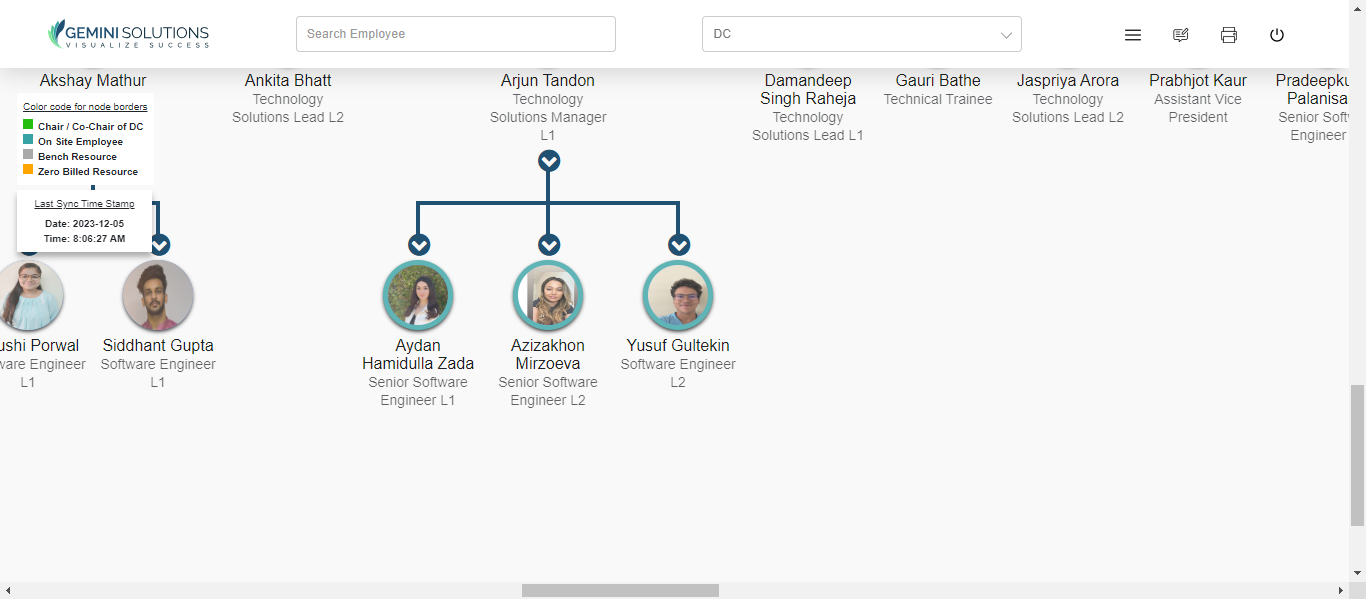 GEMINI SOLUTIONS
VISUALIZE SUCCESS
Search Employee
DC
Akshay Mathur
Ankita Bhatt
Technology
Solutions Lead L2
Arjun Tandon
Technology
Solutions Manager
L1
Damandeep
Singh Raheja
Technology
Solutions Lead L1
Gauri Bathe
Technical Trainee
Jaspriya Arora
Technology
Solutions Lead L2
Prabhjot Kaur
Assistant Vice
President
Pradeepku
Palanisa
Senior Soft
Engineer
Color code for node borders
Chair / Co-Chair of DC
On Site Employee
Bench Resource
Zero Billed Resource
Last Sync Time Stamp
Date: 2023-12-05
Time: 8:06:27 AM
ushi Porwal
ware Engineer
L1
Siddhant Gupta
Software Engineer
L1
Aydan
Hamidulla Zada
Senior Software
Engineer L1
Azizakhon
Mirzoeva
Senior Software
Engineer L2
Yusuf Gultekin
Software Engineer
L2